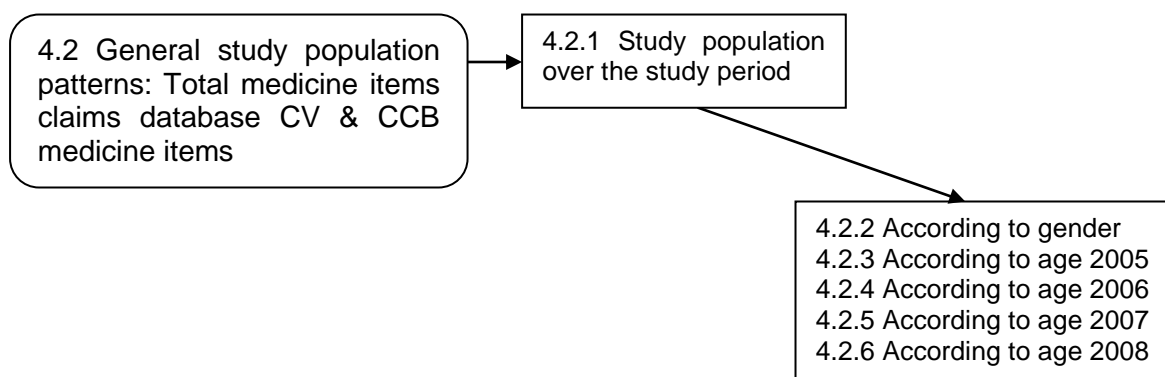 4.2 General study population
patterns: Total medicine items
claims database CV & CCB
medicine items
4.2.1 Study population
over the study period
4.2.2 According to gender
4.2.3 According to age 2005
4.2.4 According to age 2006
4.2.5 According to age 2007
4.2.6 According to age 2008